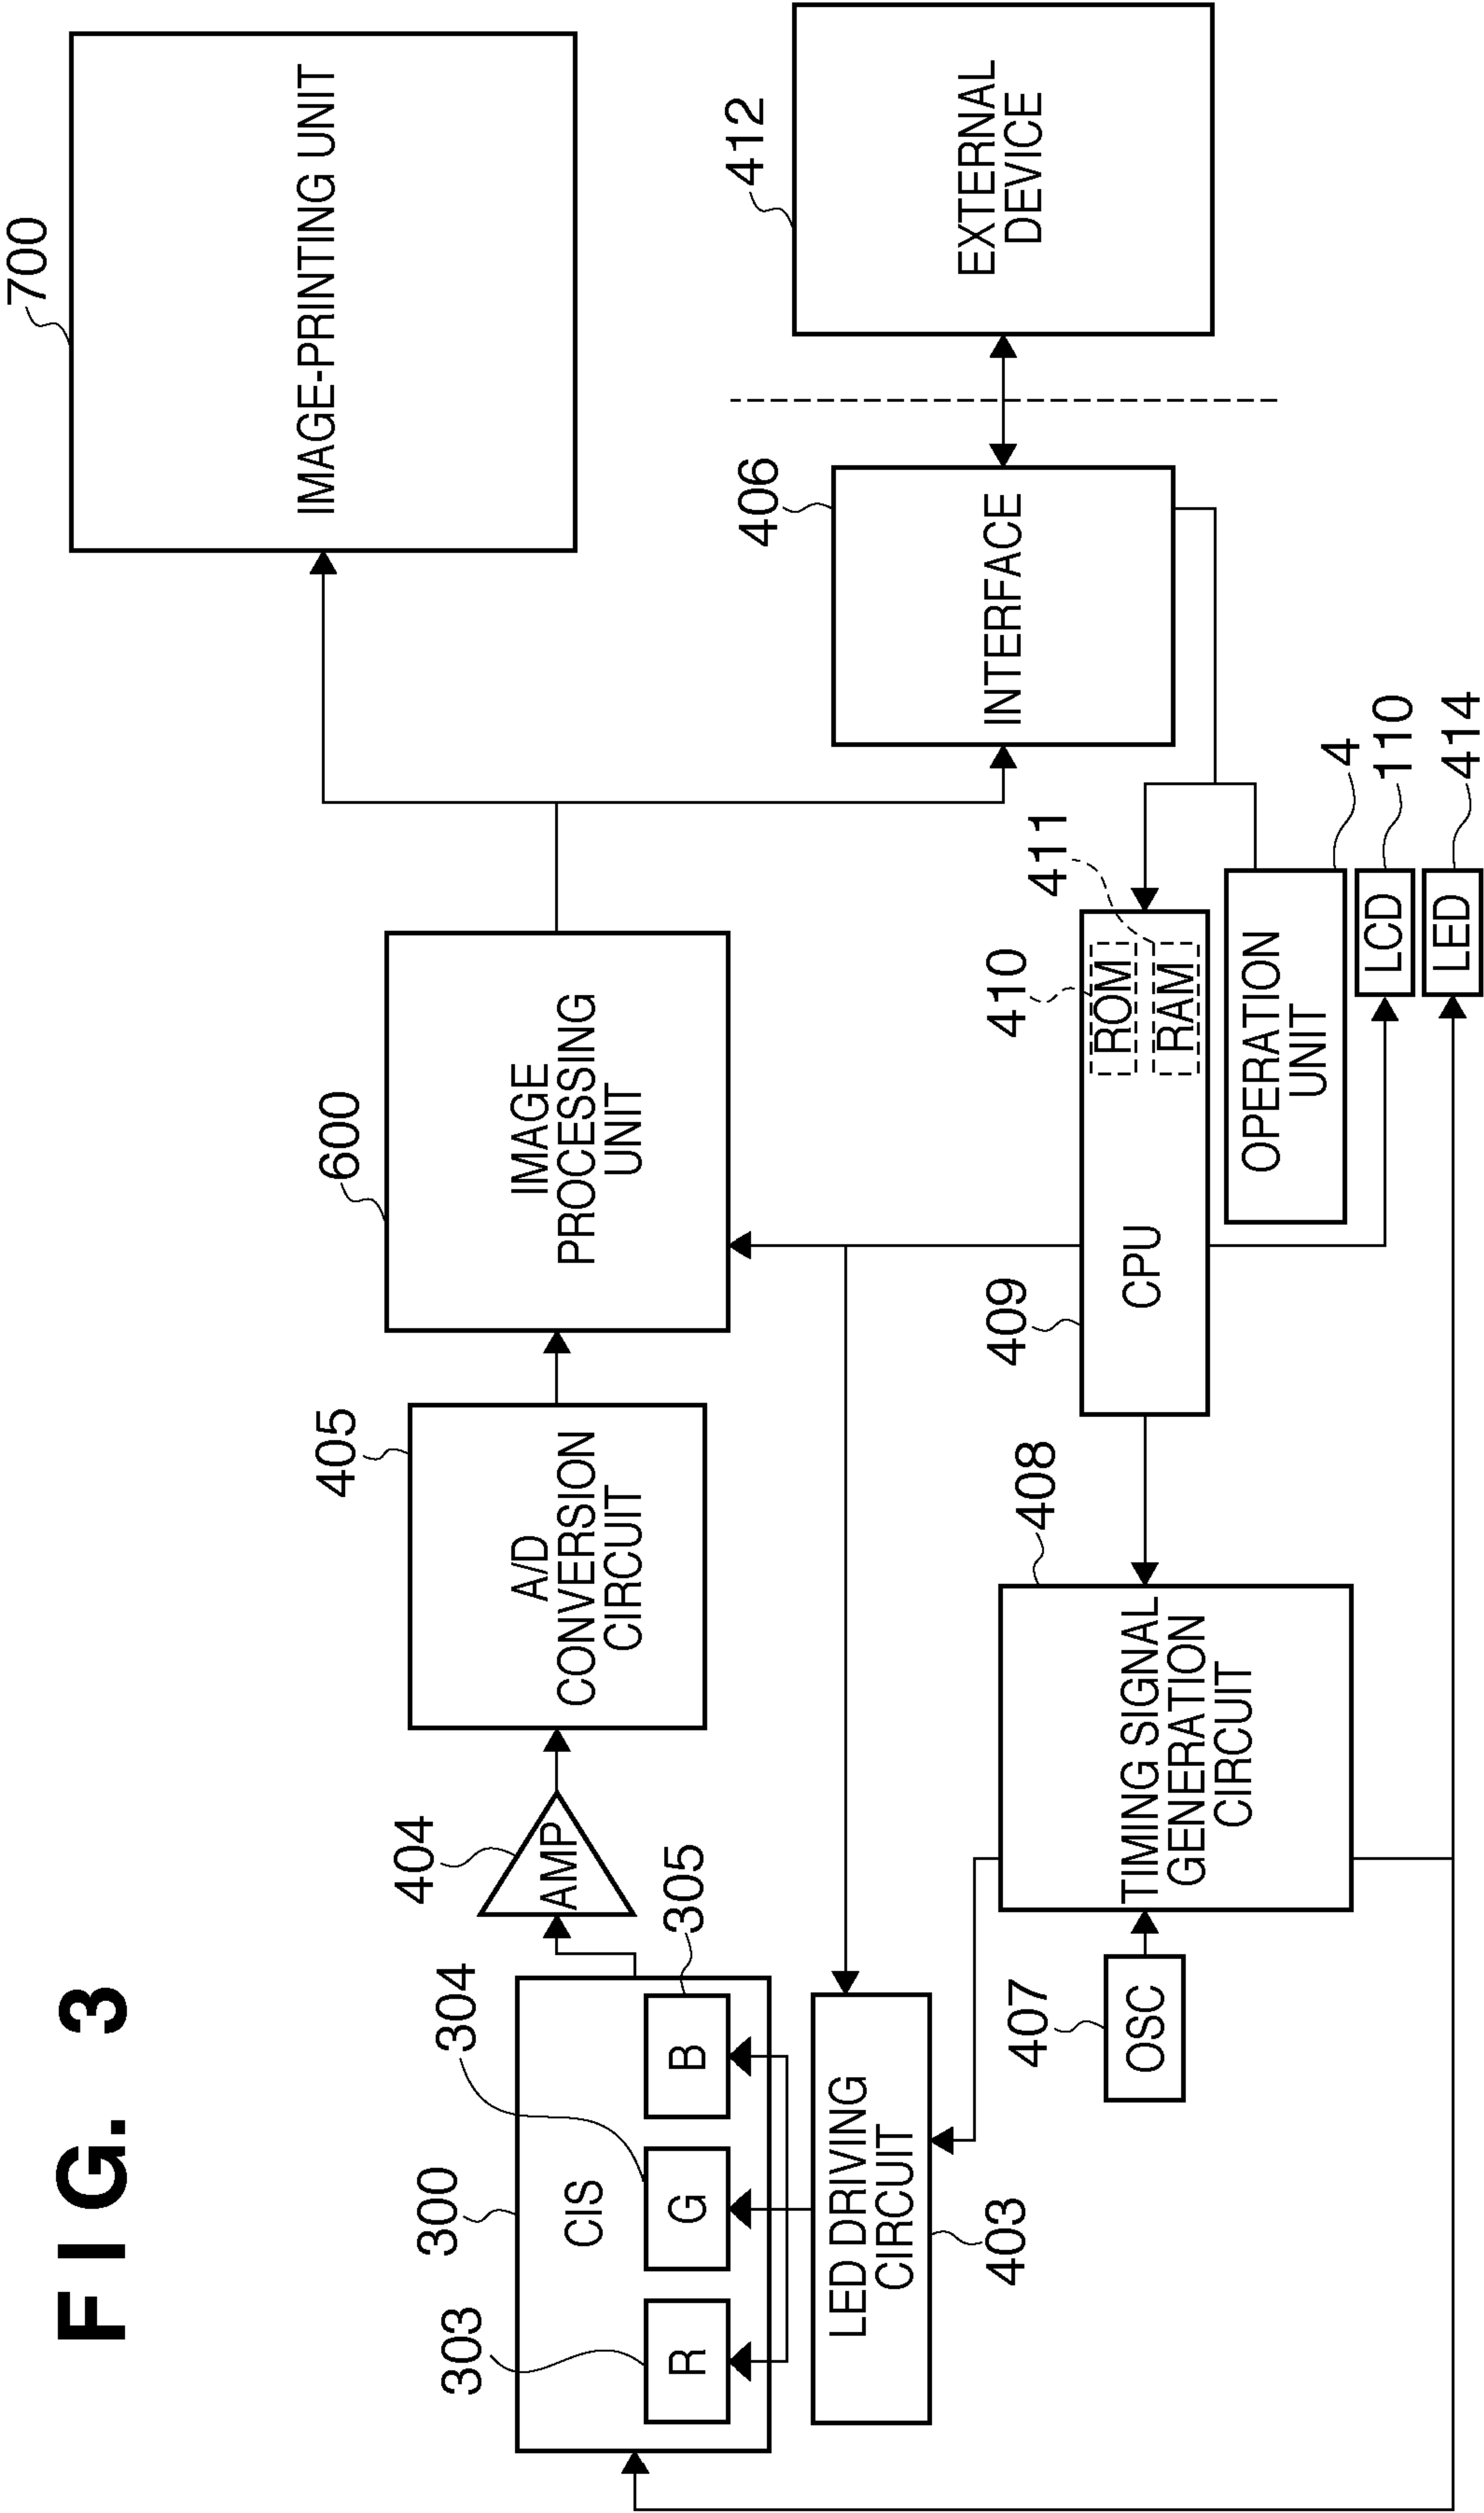 FIG. 3
700
IMAGE-PRINTING UNIT
600
IMAGE
PROCESSING
UNIT
405
A/D
CONVERSION
CIRCUIT
404
AMP
300
CIS
303
R
304
G
305
B
LED DRIVING
CIRCUIT
403
407
OSC
408
TIMING SIGNAL
GENERATION
CIRCUIT
409
CPU
410
ROM
411
RAM
406
INTERFACE
412
EXTERNAL
DEVICE
OPERATION
UNIT
4
LCD
110
LED
414